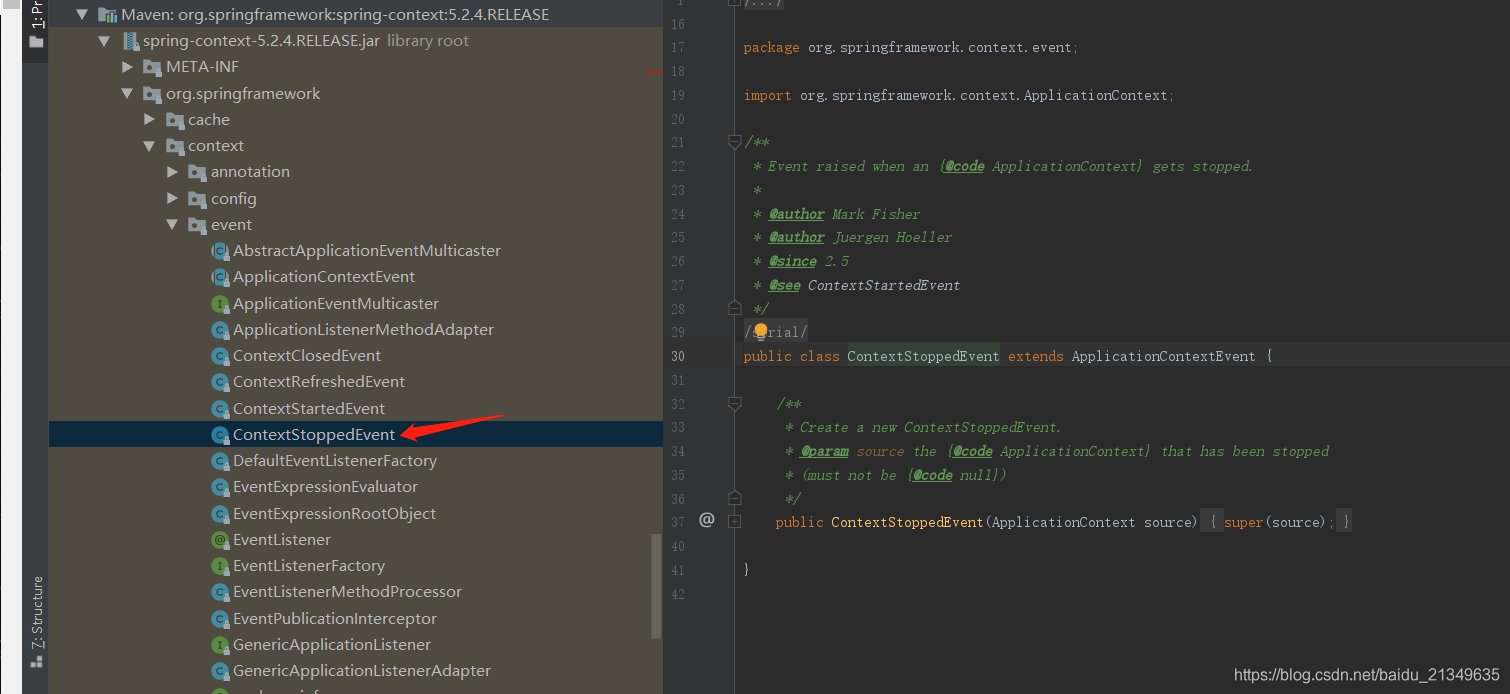 1: Pr
Maven: org.springframework:spring-context:5.2.4.RELEASE
spring-context-5.2.4.RELEASE.jar library root
META-INF
org.springframework
cache
context
annotation
config
event
AbstractApplicationEventMulticaster
ApplicationContextEvent
ApplicationEventMulticaster
ApplicationListenerMethodAdapter
ContextClosedEvent
ContextRefreshedEvent
ContextStartedEvent
ContextStoppedEvent
DefaultEventListenerFactory
EventExpressionEvaluator
EventExpressionRootObject
EventListener
EventListenerFactory
EventListenerMethodProcessor
EventPublicationInterceptor
GenericApplicationListener
GenericApplicationListenerAdapter
7: Structure
1 /.../
16
17 package org.springframework.context.event;
18
19 import org.springframework.context.ApplicationContext;
20
21 /**
22 * Event raised when an {@code ApplicationContext} gets stopped.
23 *
24 * @author Mark Fisher
25 * @author Juergen Hoeller
26 * @since 2.5
27 * @see ContextStartedEvent
28 */
29 /serial/
30 public class ContextStoppedEvent extends ApplicationContextEvent {
31
32 /**
33 * Create a new ContextStoppedEvent.
34 * @param source the {@code ApplicationContext} that has been stopped
35 * (must not be {@code null})
36 */
37 @ public ContextStoppedEvent(ApplicationContext source) { super(source); }
40
41 }
42
https://blog.csdn.net/baidu_21349635